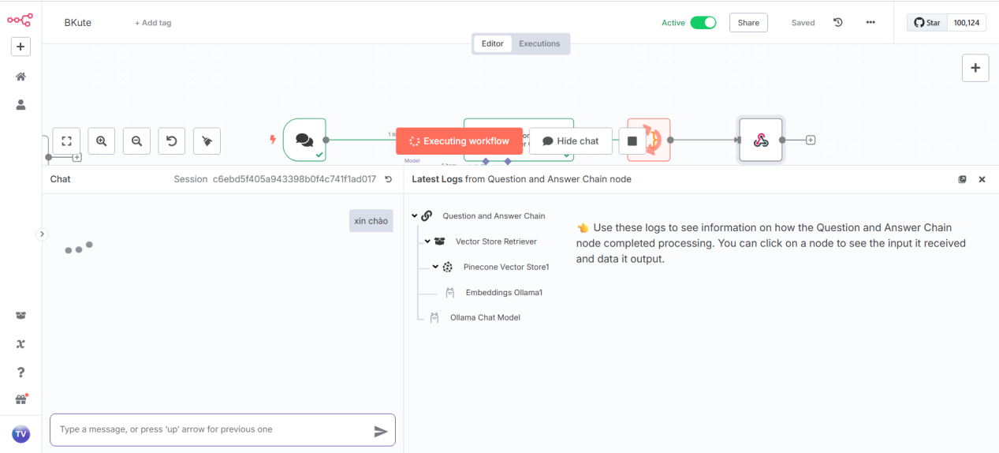 BKute
+ Add tag
Active
Share
Saved
Star
100,124
Editor
Executions
1 ite
Executing workflow
Hide chat
Model
1 item
Chat
Session c6ebd5f405a943398b0f4c741f1ad017
Latest Logs from Question and Answer Chain node
xin chào
Question and Answer Chain
Vector Store Retriever
Pinecone Vector Store1
Embeddings Ollama1
Ollama Chat Model
Use these logs to see information on how the Question and Answer Chain
node completed processing. You can click on a node to see the input it received
and data it output.
Type a message, or press ‘up’ arrow for previous one
TV